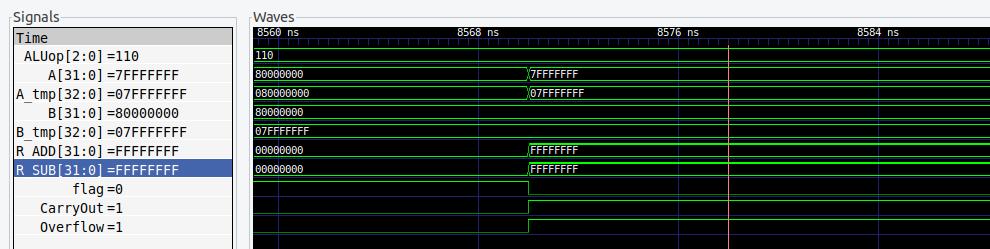 Signals
Waves
Time
8560 ns 8568 ns 8576 ns 8584 ns
ALUop[2:0]=110
110
A[31:0]=7FFFFFFF
80000000 7FFFFFFF
A_tmp[32:0]=07FFFFFFF
080000000 07FFFFFFF
B[31:0]=80000000
80000000
B_tmp[32:0]=07FFFFFFF
07FFFFFFF
R_ADD[31:0]=FFFFFFFF
00000000 FFFFFFFF
R_SUB[31:0]=FFFFFFFF
00000000 FFFFFFFF
flag=0
CarryOut=1
Overflow=1